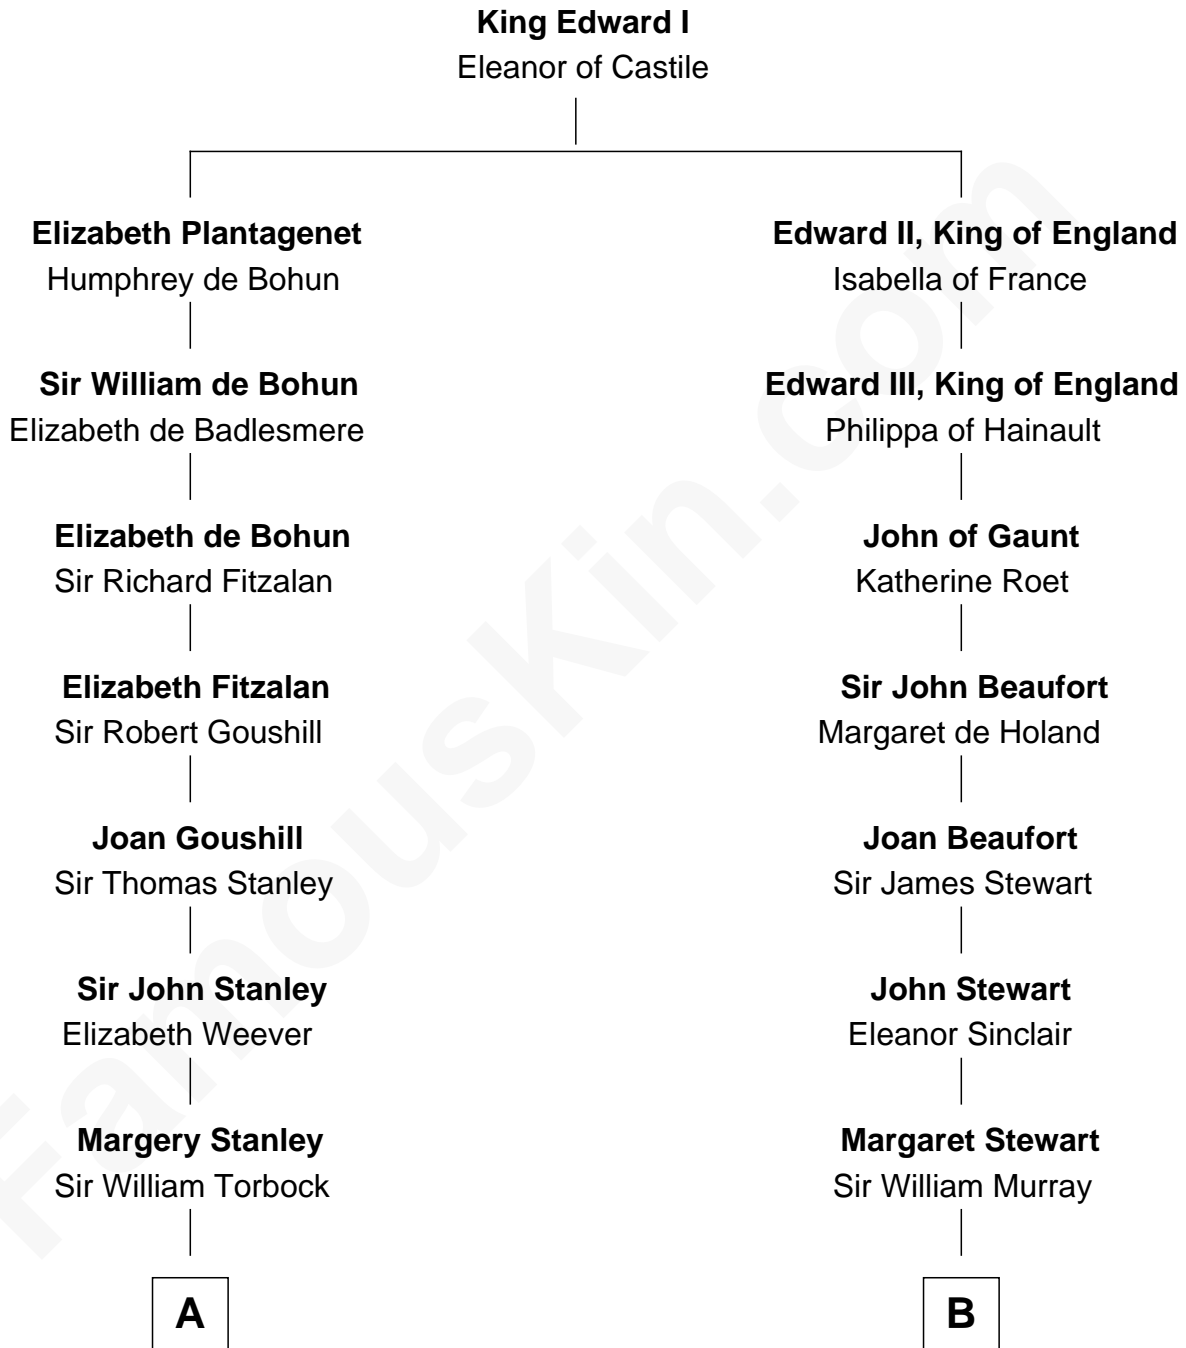 King Edward I
Eleanor of Castile
Elizabeth Plantagenet
Humphrey de Bohun
Edward II, King of England
Isabella of France
Sir William de Bohun
Elizabeth de Badlesmere
Edward III, King of England
Philippa of Hainault
Elizabeth de Bohun
Sir Richard Fitzalan
John of Gaunt
Katherine Roet
Elizabeth Fitzalan
Sir Robert Goushill
Sir John Beaufort
Margaret de Holand
Joan Goushill
Sir Thomas Stanley
Joan Beaufort
Sir James Stewart
Sir John Stanley
Elizabeth Weever
John Stewart
Eleanor Sinclair
Margery Stanley
Sir William Torbock
Margaret Stewart
Sir William Murray
A
B
FamousKin.com